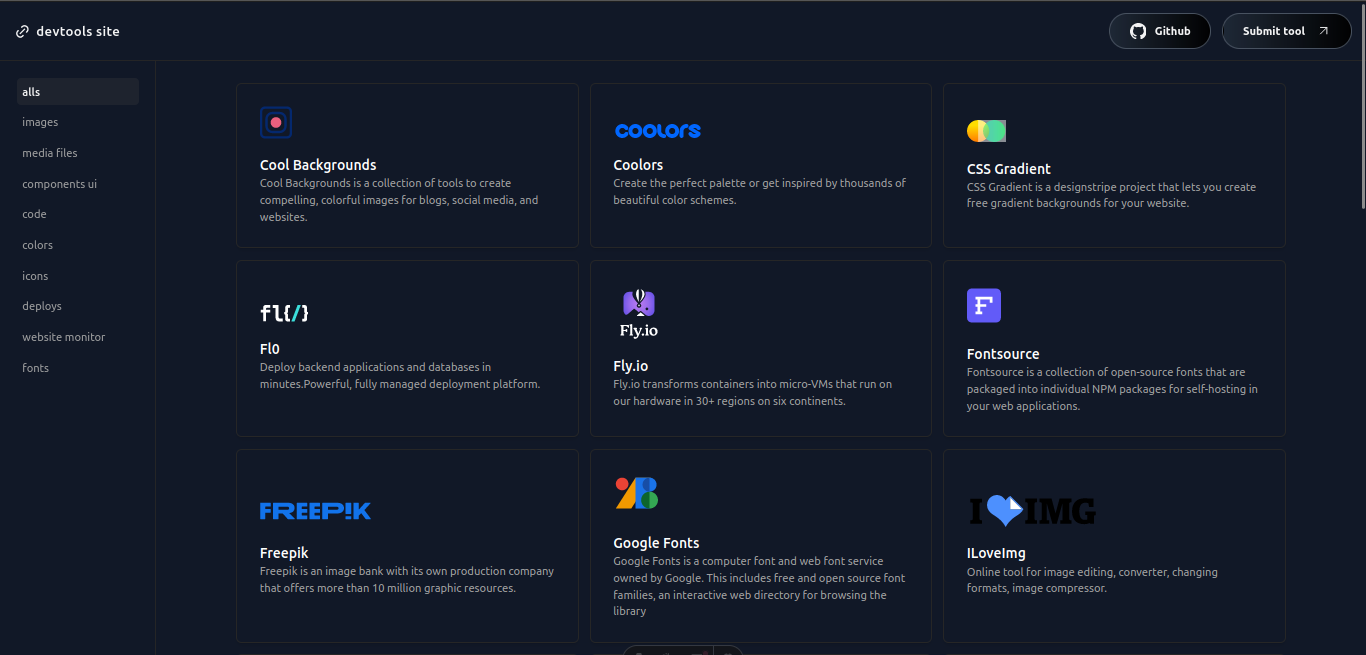 devtools site
Github
Submit tool
alls
images
media files
components ui
code
colors
icons
deploys
website monitor
fonts
Cool Backgrounds
Cool Backgrounds is a collection of tools to create
compelling, colorful images for blogs, social media, and
websites.
coolors
Coolors
Create the perfect palette or get inspired by thousands of
beautiful color schemes.
CSS Gradient
CSS Gradient is a designstripe project that lets you create
free gradient backgrounds for your website.
fl{/}
Fl0
Deploy backend applications and databases in
minutes.Powerful, fully managed deployment platform.
Fly.io
Fly.io
Fly.io transforms containers into micro-VMs that run on
our hardware in 30+ regions on six continents.
F
Fontsource
Fontsource is a collection of open-source fonts that are
packaged into individual NPM packages for self-hosting in
your web applications.
FREEP!K
Freepik
Freepik is an image bank with its own production company
that offers more than 10 million graphic resources.
Google Fonts
Google Fonts is a computer font and web font service
owned by Google. This includes free and open source font
families, an interactive web directory for browsing the
library
I IMG
ILoveImg
Online tool for image editing, converter, changing
formats, image compressor.